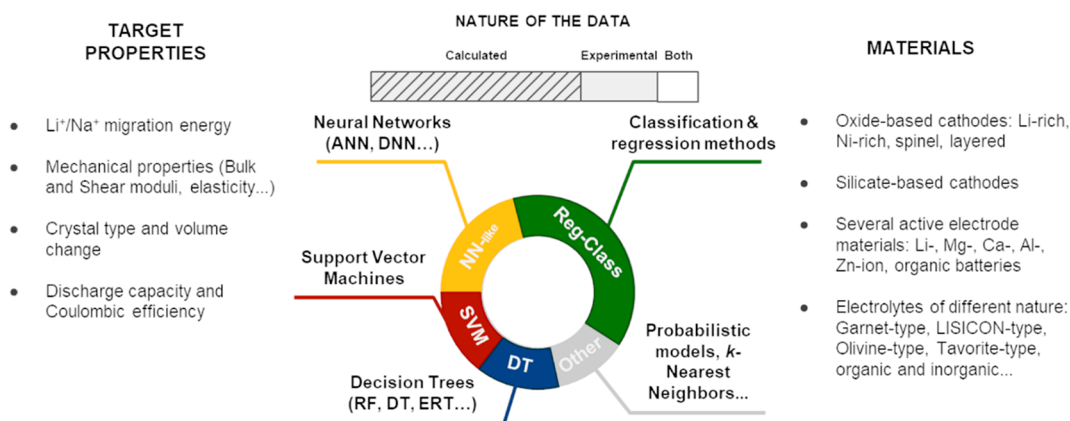 TARGET
PROPERTIES
● Li⁺/Na⁺ migration energy
● Mechanical properties (Bulk
and Shear moduli, elasticity...)
● Crystal type and volume
change
● Discharge capacity and
Coulombic efficiency
NATURE OF THE DATA
Calculated
Experimental
Both
Neural Networks
(ANN, DNN…)
Classification &
regression methods
NN-like
Reg-Class
Support Vector
Machines
SVM
DT
Other
Decision Trees
(RF, DT, ERT…)
Probabilistic
models, k-
Nearest
Neighbors...
MATERIALS
● Oxide-based cathodes: Li-rich,
Ni-rich, spinel, layered
● Silicate-based cathodes
● Several active electrode
materials: Li-, Mg-, Ca-, Al-,
Zn-ion, organic batteries
● Electrolytes of different nature:
Garnet-type, LISICON-type,
Olivine-type, Tavorite-type,
organic and inorganic...